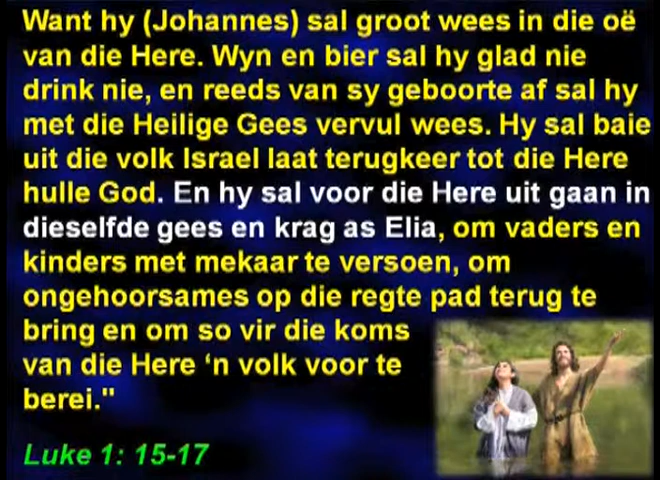 Want hy (Johannes) sal groot wees in die oë
van die Here. Wyn en bier sal hy glad nie
drink nie, en reeds van sy geboorte af sal hy
met die Heilige Gees vervul wees. Hy sal baie
uit die volk Israel laat terugkeer tot die Here
hulle God. En hy sal voor die Here uit gaan in
dieselfde gees en krag as Elia, om vaders en
kinders met mekaar te versoen, om
ongehoorsames op die regte pad terug te
bring en om so vir die koms
van die Here ‘n volk voor te
berei."
Luke 1: 15-17